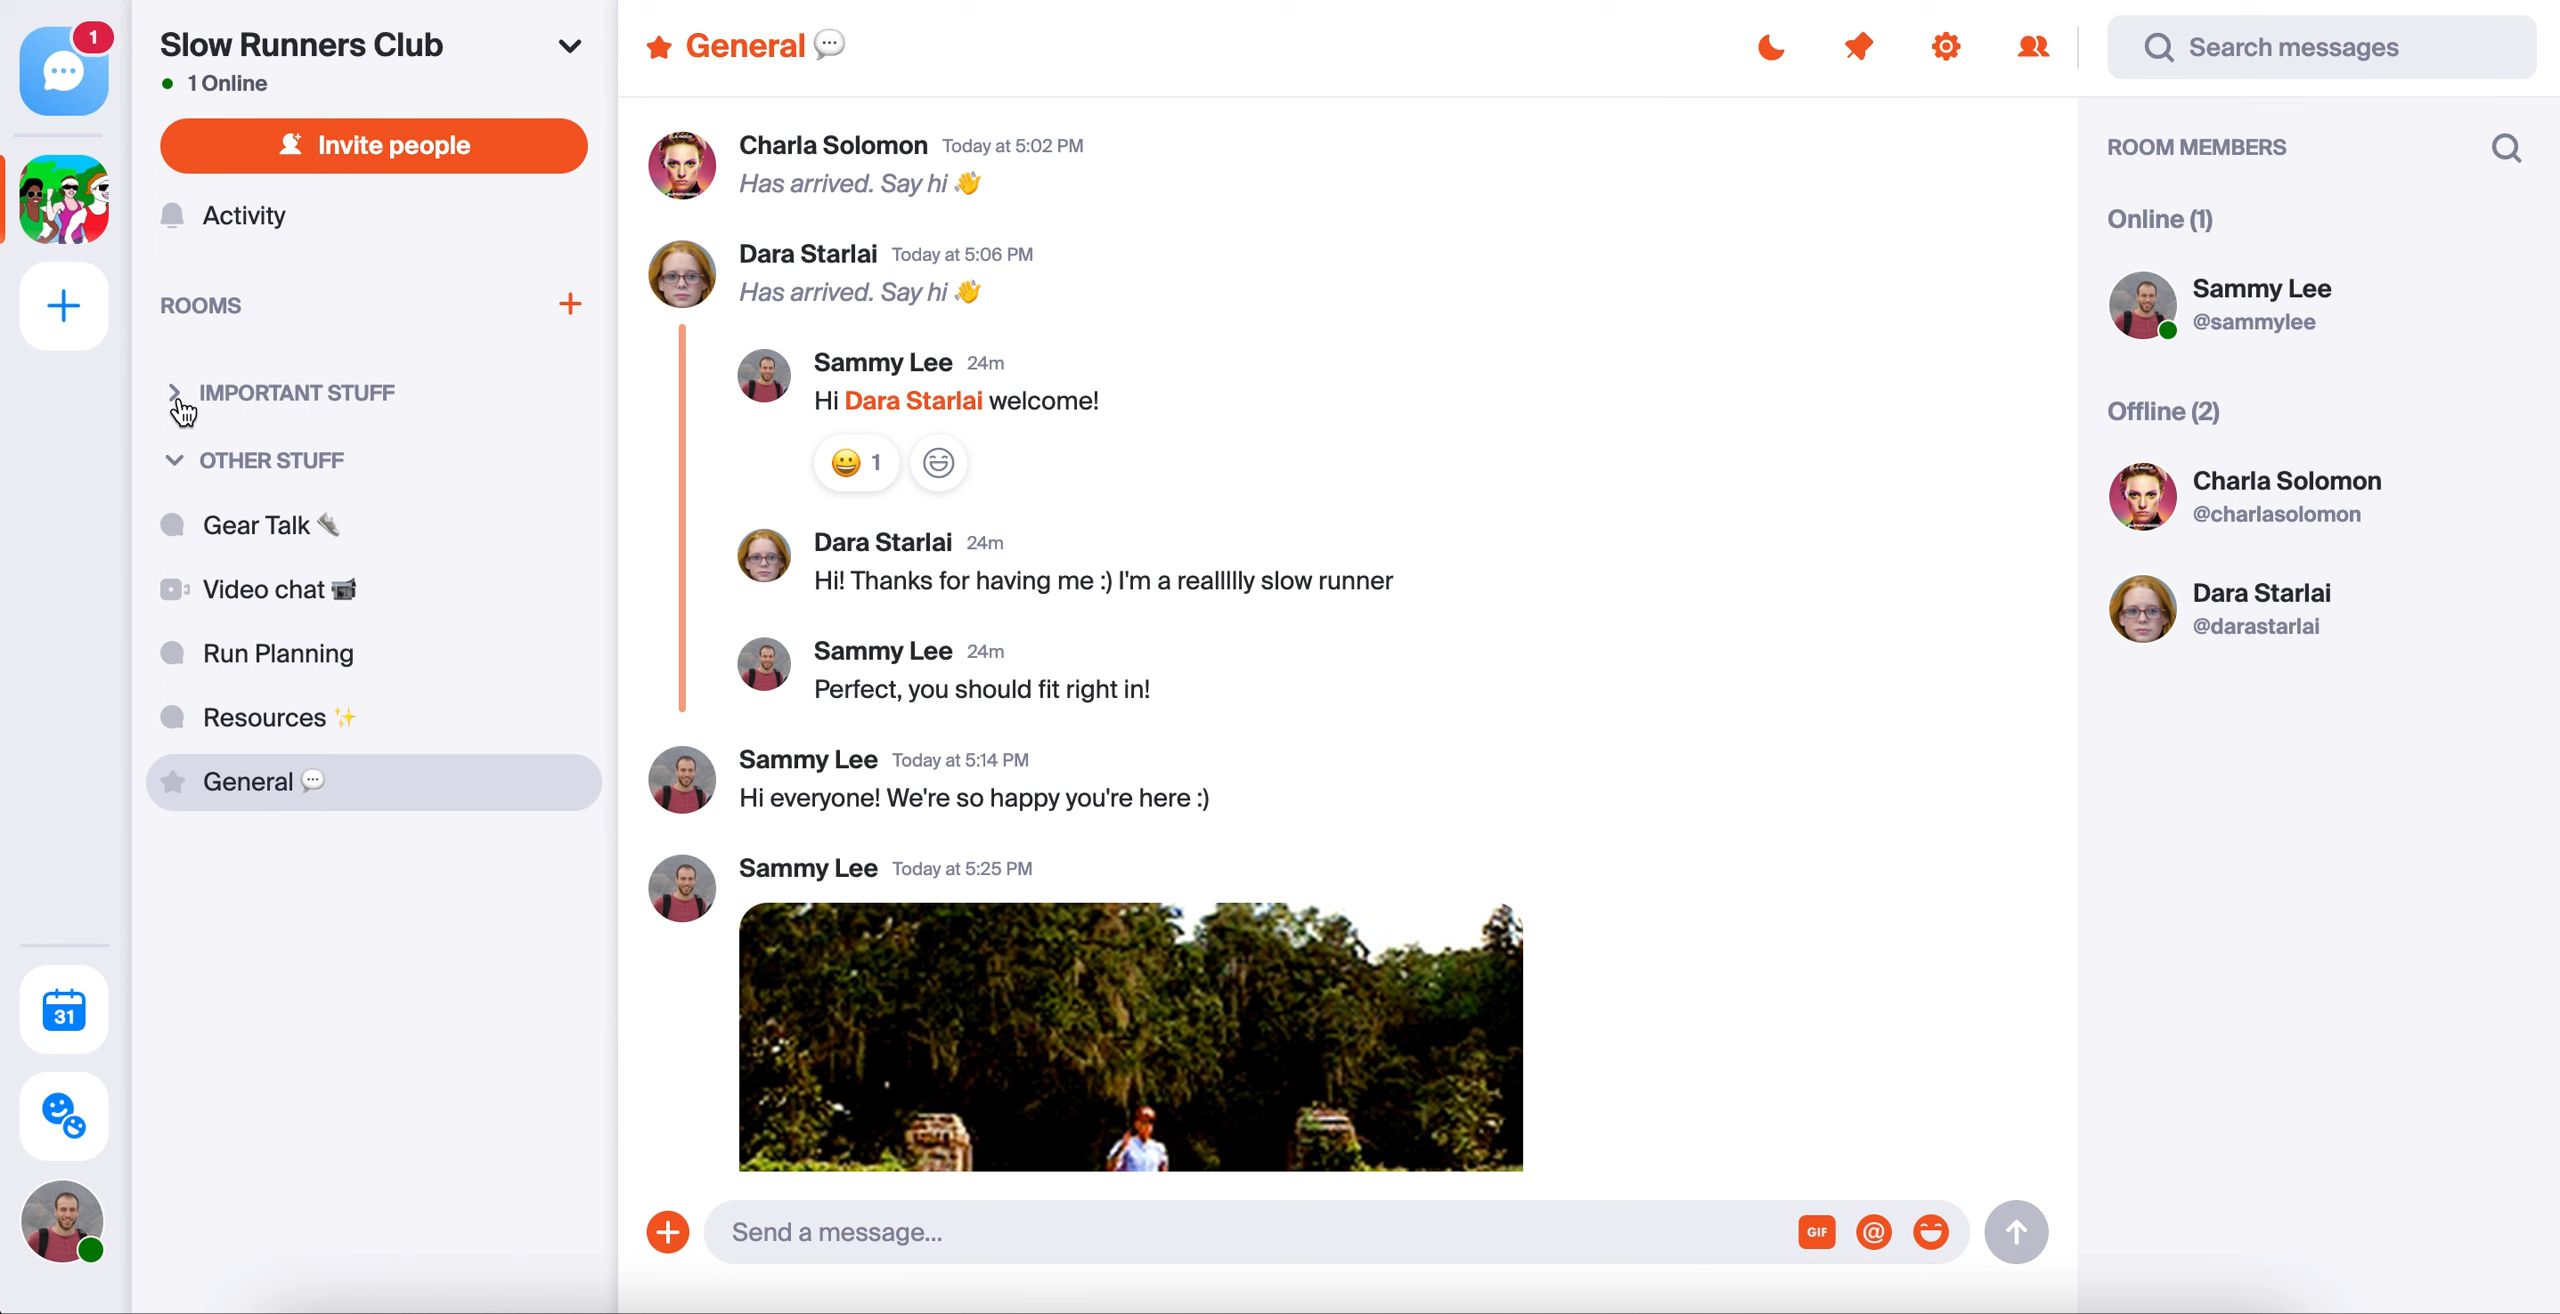 1
Slow Runners Club
1 Online
Invite people
Activity
ROOMS
IMPORTANT STUFF
OTHER STUFF
Gear Talk
Video chat
Run Planning
Resources ✨
General 💬
31
General 💬
Search messages
Charla Solomon Today at 5:02 PM
Has arrived. Say hi 👋
Dara Starlai Today at 5:06 PM
Has arrived. Say hi 👋
Sammy Lee 24m
Hi Dara Starlai welcome!
😀 1
Dara Starlai 24m
Hi! Thanks for having me :) I'm a reallllly slow runner
Sammy Lee 24m
Perfect, you should fit right in!
Sammy Lee Today at 5:14 PM
Hi everyone! We're so happy you're here :)
Sammy Lee Today at 5:25 PM
Send a message...
GIF
@
ROOM MEMBERS
Online (1)
Sammy Lee
@sammylee
Offline (2)
Charla Solomon
@charlasolomon
Dara Starlai
@darastarlai